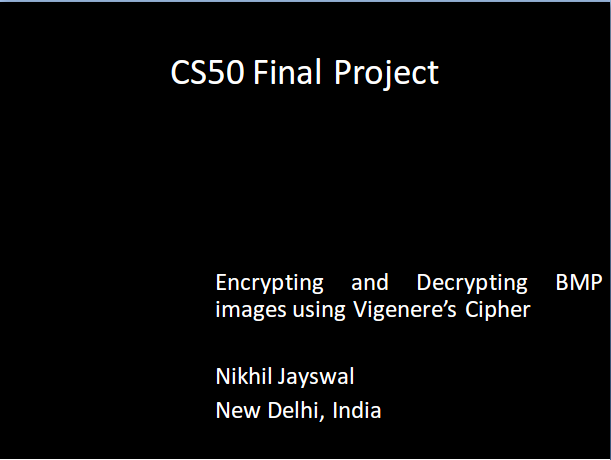 CS50 Final Project
Encrypting and Decrypting BMP
images using Vigenere’s Cipher
Nikhil Jayswal
New Delhi, India